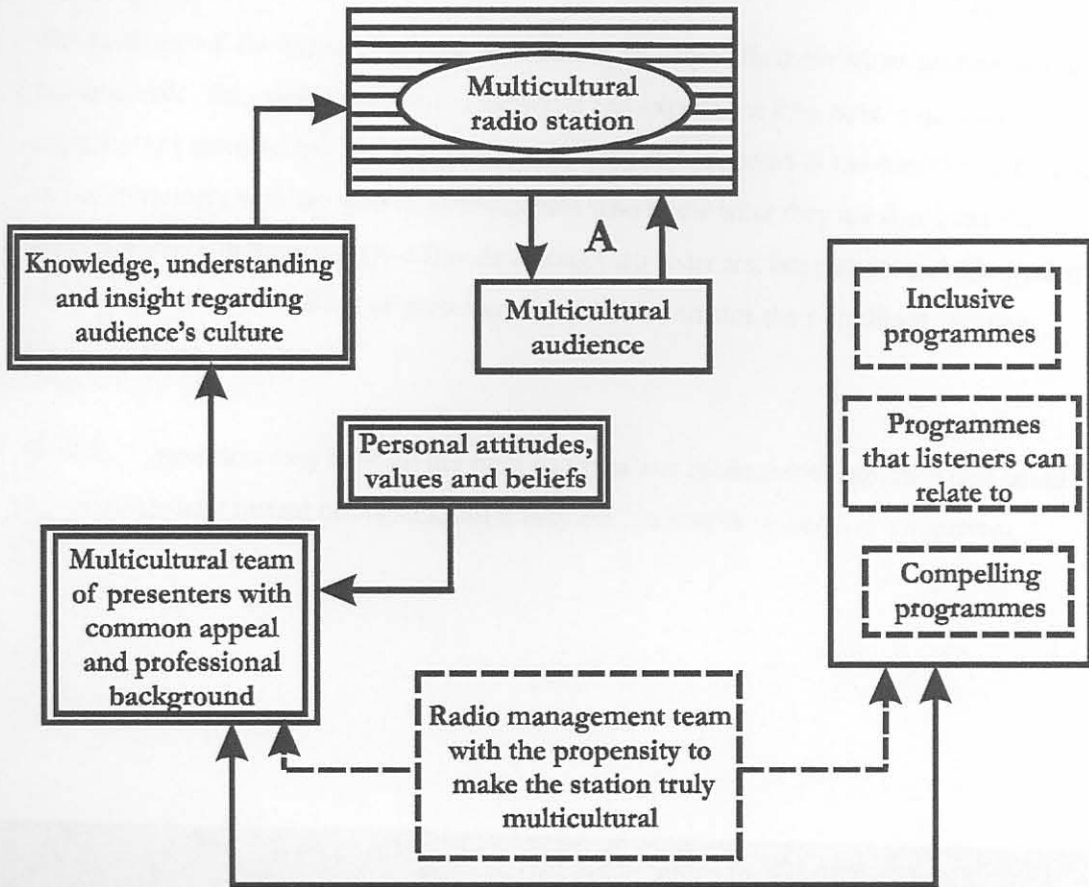 Multicultural
radio station
A
Multicultural
audience
Knowledge, understanding
and insight regarding
audience's culture
Inclusive
programmes
Programmes
that listeners can
relate to
Compelling
programmes
Personal attitudes,
values and beliefs
Multicultural team
of presenters with
common appeal
and professional
background
Radio management team
with the propensity to
make the station truly
multicultural